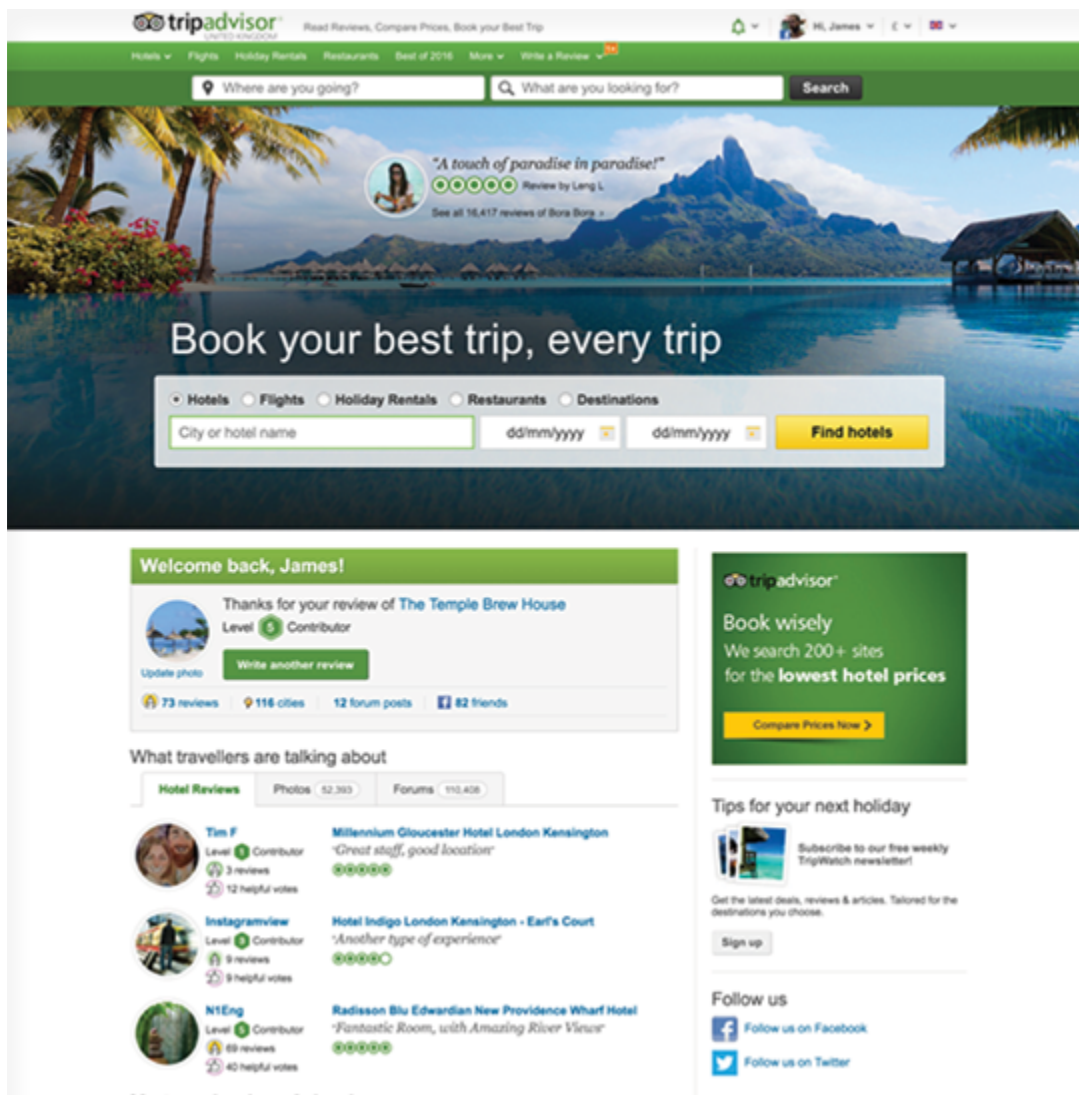 tripadvisor
UNITED KINGDOM
Read Reviews, Compare Prices, Book your Best Trip
Hi, James
£
Hotels Flights Holiday Rentals Restaurants Best of 2016 More Write a Review
Where are you going?
What are you looking for?
Search
"A touch of paradise in paradise!"
Review by Leng L
See all 16,417 reviews of Bora Bora
Book your best trip, every trip
Hotels Flights Holiday Rentals Restaurants Destinations
City or hotel name
dd/mm/yyyy
dd/mm/yyyy
Find hotels
Welcome back, James!
Thanks for your review of The Temple Brew House
Level 5 Contributor
Update photo
Write another review
73 reviews
116 cities
12 forum posts
82 friends
What travellers are talking about
Hotel Reviews
Photos 52,393
Forums 110,408
Tim F
Level Contributor
3 reviews
12 helpful votes
Millennium Gloucester Hotel London Kensington
"Great staff, good location"
Instagramview
Level Contributor
9 reviews
9 helpful votes
Hotel Indigo London Kensington - Earl's Court
"Another type of experience"
N1Eng
Level Contributor
69 reviews
40 helpful votes
Radisson Blu Edwardian New Providence Wharf Hotel
"Fantastic Room, with Amazing River Views"
tripadvisor
Book wisely
We search 200+ sites
for the lowest hotel prices
Compare Prices Now
Tips for your next holiday
Subscribe to our free weekly
TripWatch newsletter!
Get the latest deals, reviews & articles. Tailored for the
destinations you choose.
Sign up
Follow us
Follow us on Facebook
Follow us on Twitter